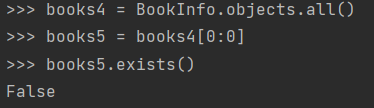 >>> books4 = BookInfo.objects.all()
>>> books5 = books4[0:0]
>>> books5.exists()
False